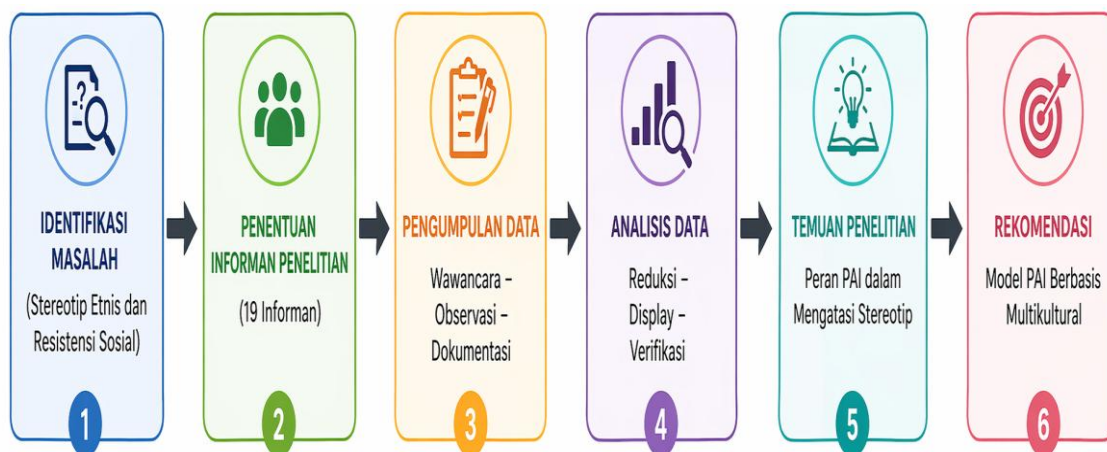 ?
IDENTIFIKASI
MASALAH
(Stereotip Etnis dan
Resistensi Sosial)
1
PENENTUAN
INFORMAN PENELITIAN
(19 Informan)
2
PENGUMPULAN DATA
Wawancara –
Observasi –
Dokumentasi
3
ANALISIS DATA
Reduksi –
Display –
Verifikasi
4
TEMUAN PENELITIAN
Peran PAI dalam
Mengatasi Stereotip
5
REKOMENDASI
Model PAI Berbasis
Multikultural
6